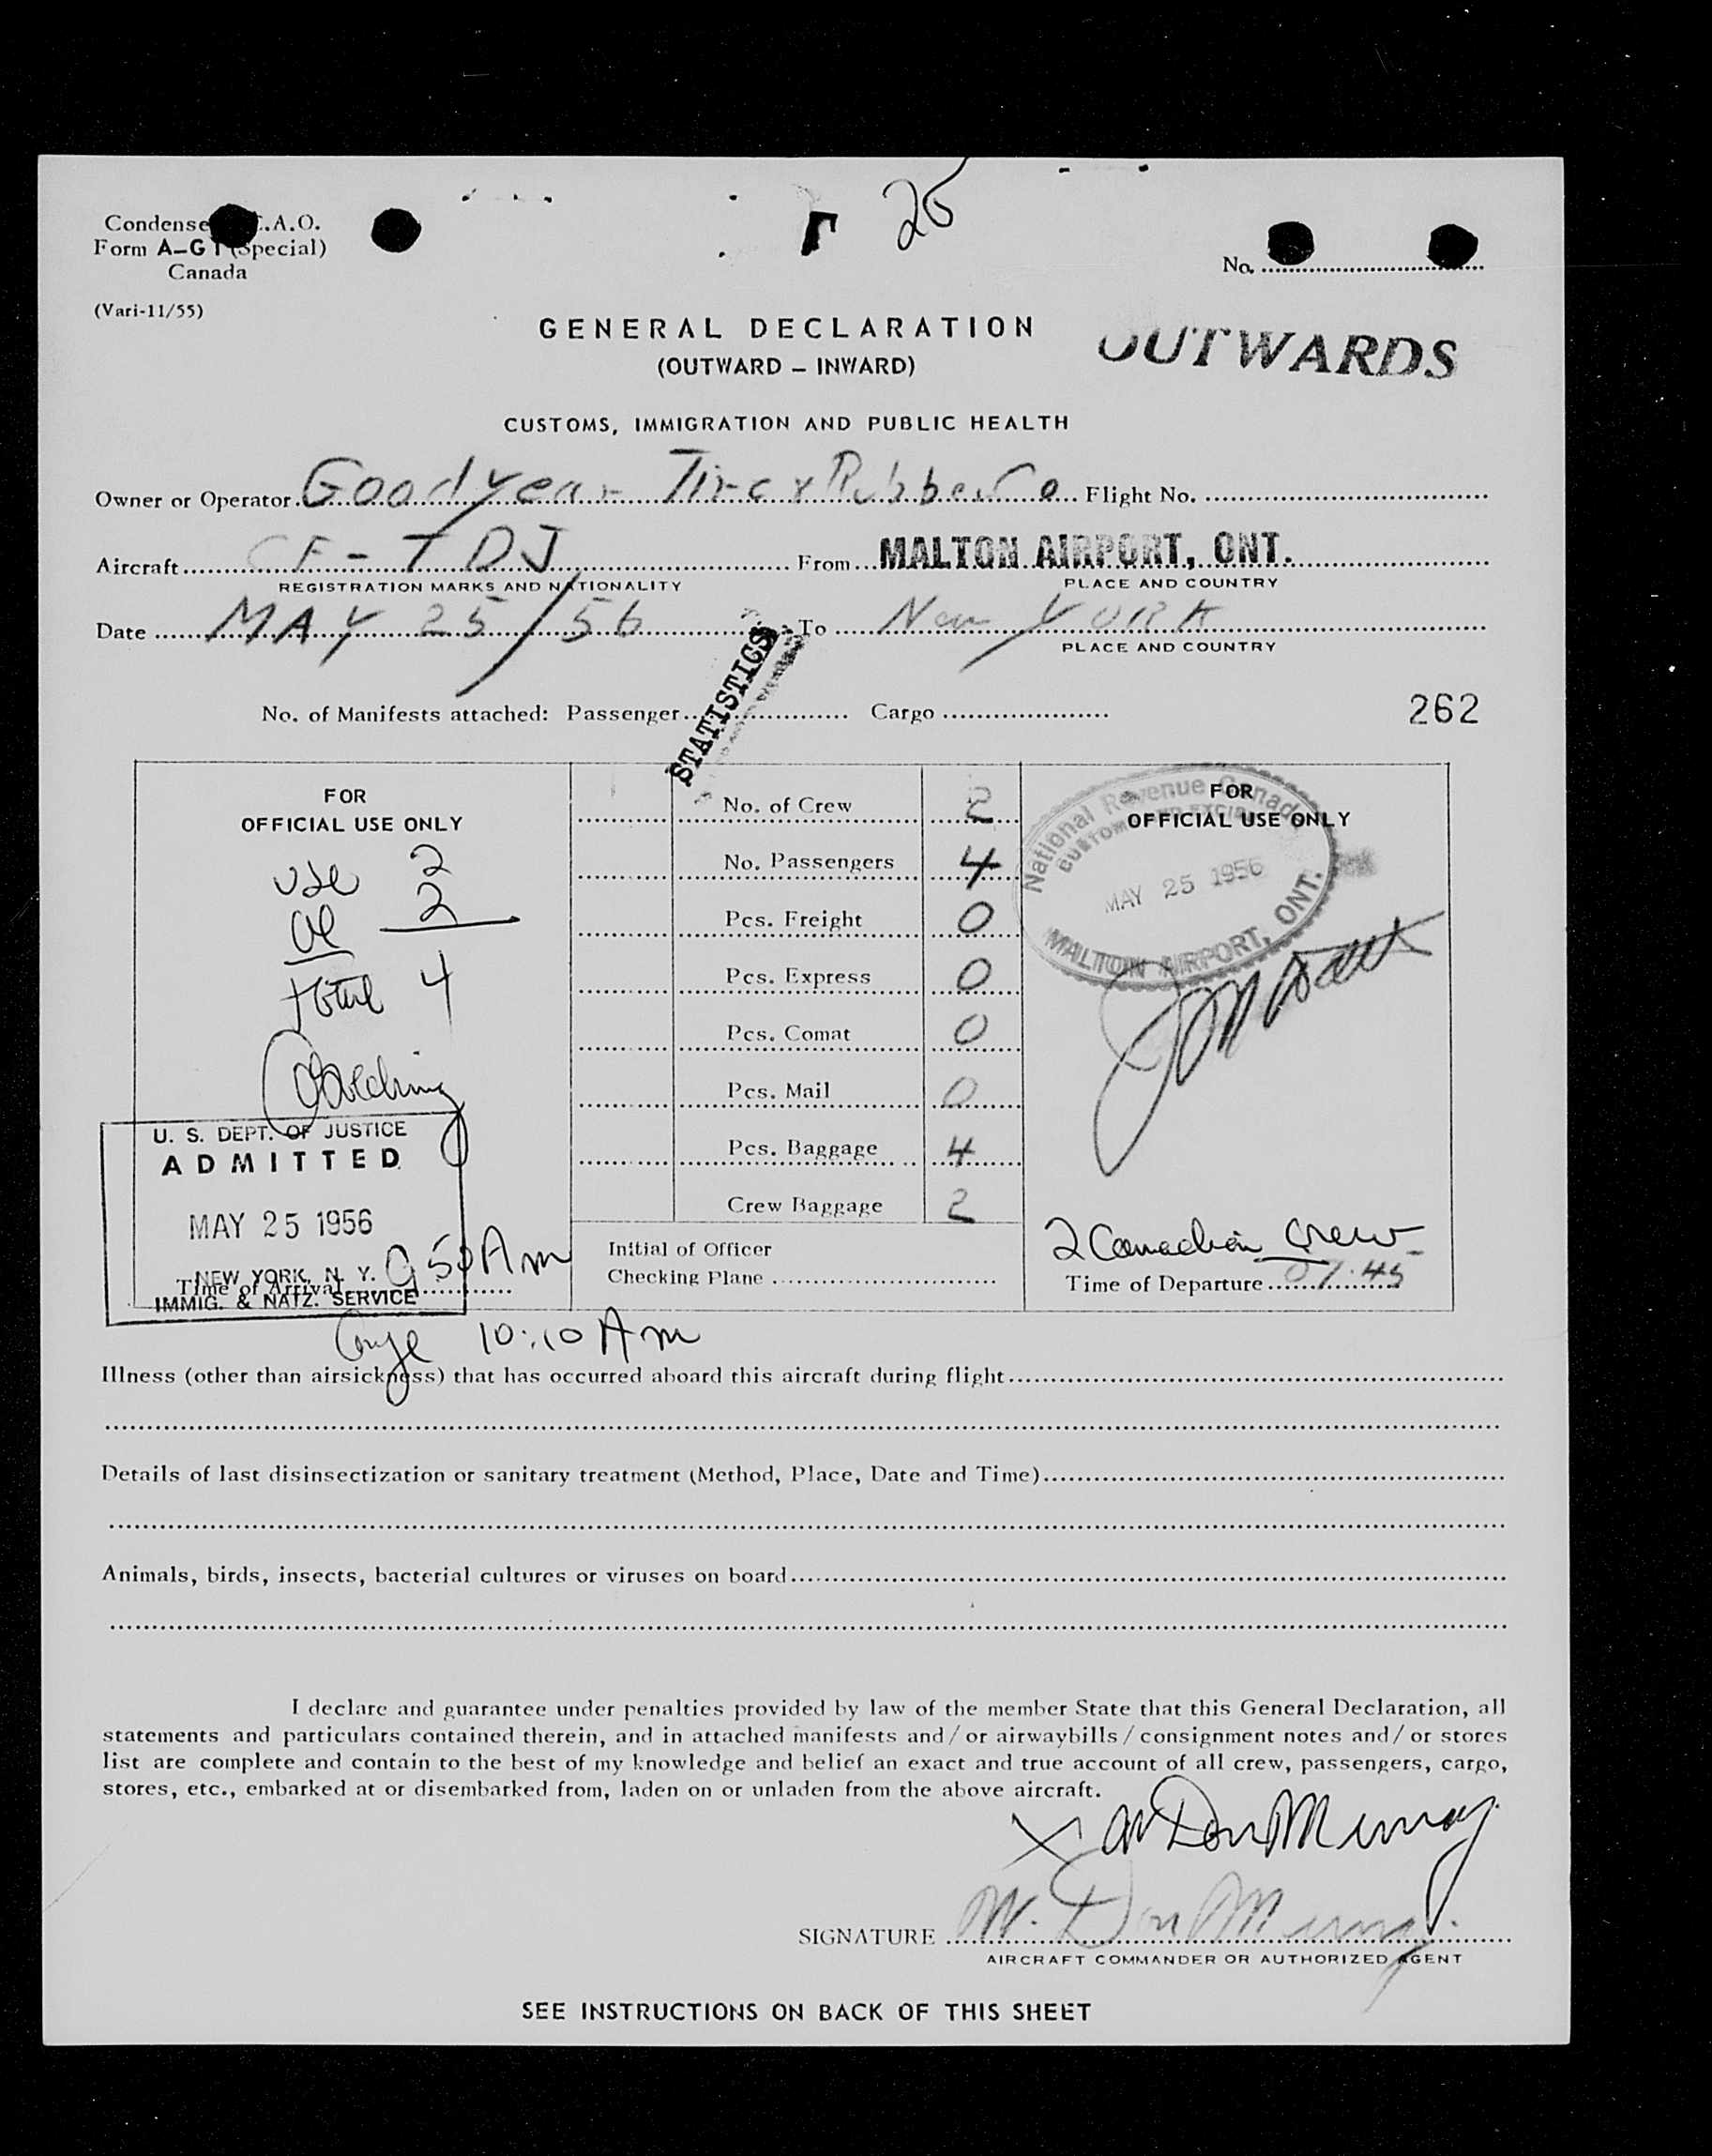 25
Condense .A.O.
Form A-G1 (Special)
Canada
No.
(Vari-11/55)
GENERAL DECLARATION
(OUTWARD – INWARD)
OUTWARDS
CUSTOMS, IMMIGRATION AND PUBLIC HEALTH
Owner or Operator Goodyear Tire & Rubber Co Flight No.
Aircraft CF-TDJ From MALTON AIRPORT, ONT.
REGISTRATION MARKS AND NATIONALITY PLACE AND COUNTRY
Date MAY 25/56 To New YORK
PLACE AND COUNTRY
STATISTICS
No. of Manifests attached: Passenger Cargo
262
FOR
OFFICIAL USE ONLY
2
2
total 4
U. S. DEPT. OF JUSTICE
ADMITTED
MAY 25 1956
NEW YORK, N. Y.
IMMIG. & NATZ. SERVICE
Time of Arrival 9 50 Am
10:10 Am
No. of Crew 2
No. Passengers 4
Pcs. Freight 0
Pcs. Express 0
Pcs. Comat 0
Pcs. Mail 0
Pcs. Baggage 4
Crew Baggage 2
Initial of Officer
Checking Plane
FOR
OFFICIAL USE ONLY
National Revenue Canada
MAY 25 1956
MALTON AIRPORT, ONT.
2 Canadian Crew
Time of Departure 07:45
Illness (other than airsickness) that has occurred aboard this aircraft during flight
Details of last disinsectization or sanitary treatment (Method, Place, Date and Time)
Animals, birds, insects, bacterial cultures or viruses on board
I declare and guarantee under penalties provided by law of the member State that this General Declaration, all
statements and particulars contained therein, and in attached manifests and/or airwaybills/consignment notes and/or stores
list are complete and contain to the best of my knowledge and belief an exact and true account of all crew, passengers, cargo,
stores, etc., embarked at or disembarked from, laden on or unladen from the above aircraft.
X W Don Murray
SIGNATURE W. Don Murray
AIRCRAFT COMMANDER OR AUTHORIZED AGENT
SEE INSTRUCTIONS ON BACK OF THIS SHEET